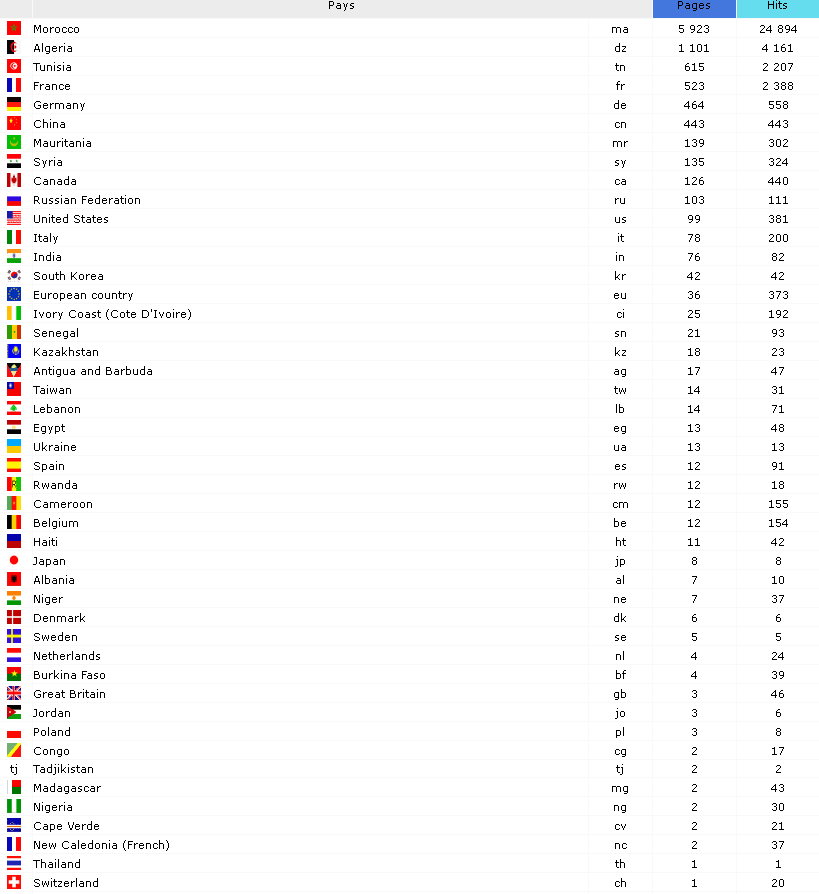 Pays Pages Hits
Morocco ma 5 923 24 894
Algeria dz 1 101 4 161
Tunisia tn 615 2 207
France fr 523 2 388
Germany de 464 558
China cn 443 443
Mauritania mr 139 302
Syria sy 135 324
Canada ca 126 440
Russian Federation ru 103 111
United States us 99 381
Italy it 78 200
India in 76 82
South Korea kr 42 42
European country eu 36 373
Ivory Coast (Cote D'Ivoire) ci 25 192
Senegal sn 21 93
Kazakhstan kz 18 23
Antigua and Barbuda ag 17 47
Taiwan tw 14 31
Lebanon lb 14 71
Egypt eg 13 48
Ukraine ua 13 13
Spain es 12 91
Rwanda rw 12 18
Cameroon cm 12 155
Belgium be 12 154
Haiti ht 11 42
Japan jp 8 8
Albania al 7 10
Niger ne 7 37
Denmark dk 6 6
Sweden se 5 5
Netherlands nl 4 24
Burkina Faso bf 4 39
Great Britain gb 3 46
Jordan jo 3 6
Poland pl 3 8
Congo cg 2 17
tj Tadjikistan tj 2 2
Madagascar mg 2 43
Nigeria ng 2 30
Cape Verde cv 2 21
New Caledonia (French) nc 2 37
Thailand th 1 1
Switzerland ch 1 20